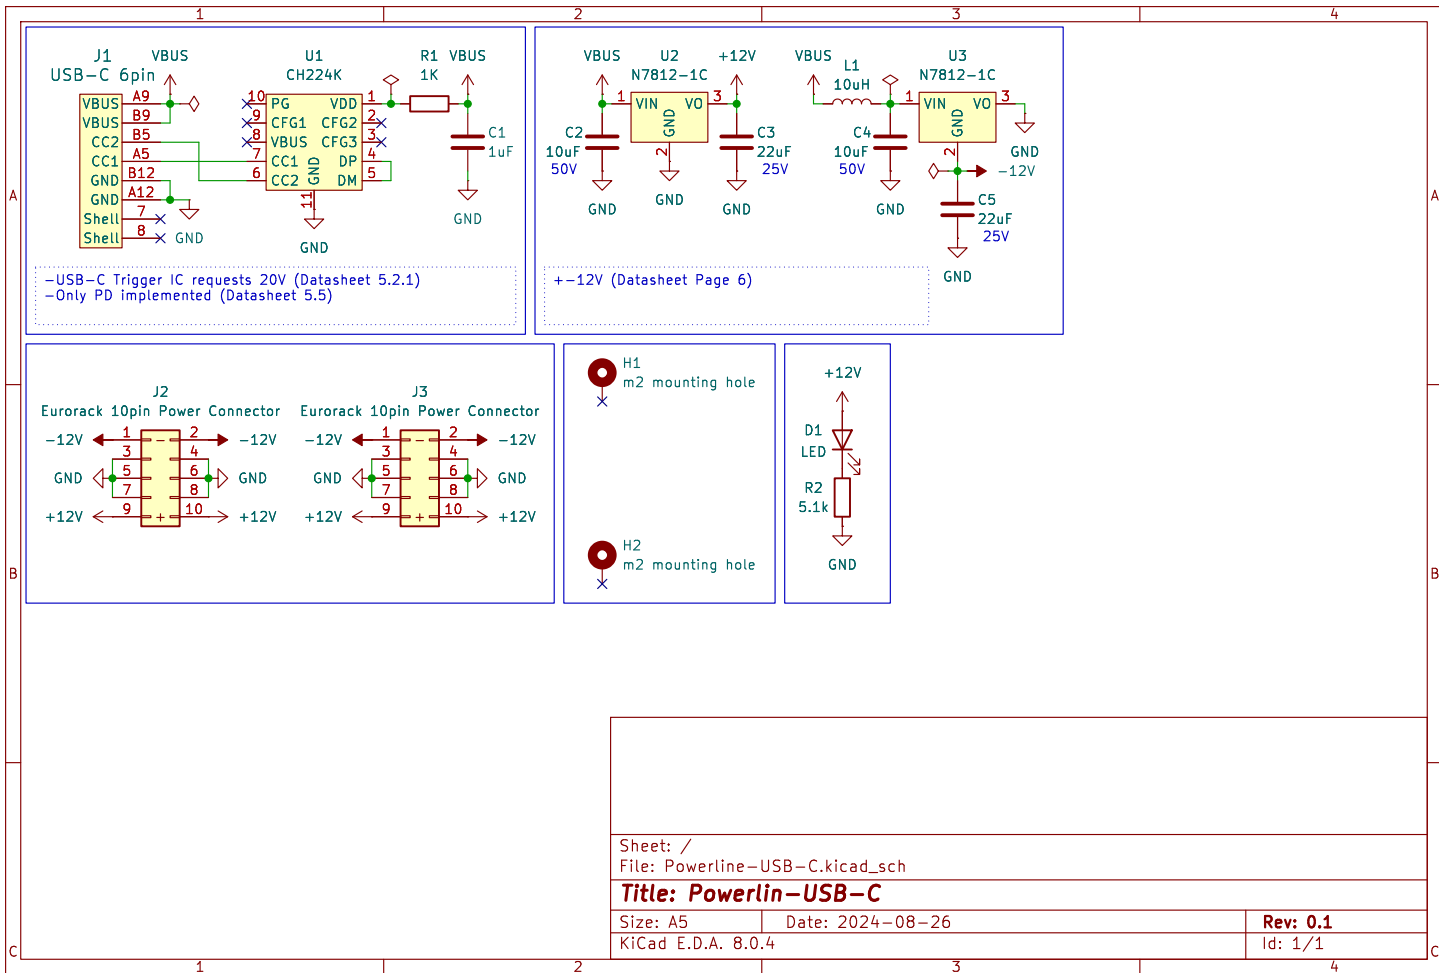 1 2 3 4
J1
USB-C 6pin
VBUS
VBUS A9
VBUS B9
CC2 B5
CC1 A5
GND B12
GND A12
Shell 7
Shell 8
GND
U1
CH224K
10 PG VDD 1
9 CFG1 CFG2 2
8 VBUS CFG3 3
7 CC1 DP 4
6 CC2 DM 5
GND
11
GND
R1
1K
VBUS
C1
1uF
GND
-USB-C Trigger IC requests 20V (Datasheet 5.2.1)
-Only PD implemented (Datasheet 5.5)
VBUS
U2
N7812-1C
+12V
1 VIN VO 3
GND
2
C2
10uF
50V
GND
GND
C3
22uF
25V
GND
VBUS
L1
10uH
U3
N7812-1C
1 VIN VO 3
GND
2
C4
10uF
50V
GND
GND
-12V
C5
22uF
25V
GND
+-12V (Datasheet Page 6)
A A
J2
Eurorack 10pin Power Connector
-12V 1 - 2 -12V
3 4
GND 5 6 GND
7 8
+12V 9 + 10 +12V
J3
Eurorack 10pin Power Connector
-12V 1 - 2 -12V
3 4
GND 5 6 GND
7 8
+12V 9 + 10 +12V
H1
m2 mounting hole
H2
m2 mounting hole
+12V
D1
LED
R2
5.1k
GND
B B
Sheet: /
File: Powerline-USB-C.kicad_sch
Title: Powerlin-USB-C
Size: A5 Date: 2024-08-26 Rev: 0.1
KiCad E.D.A. 8.0.4 Id: 1/1
C C
1 2 3 4